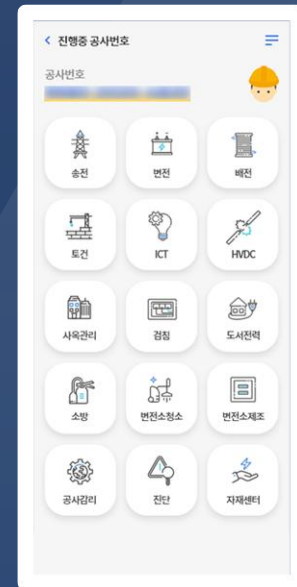 진행중 공사번호
공사번호
송전 변전 배전
토건 ICT HVDC
사옥관리 검침 도서전력
소방 변전소청소 변전소제조
공사감리 진단 자재센터